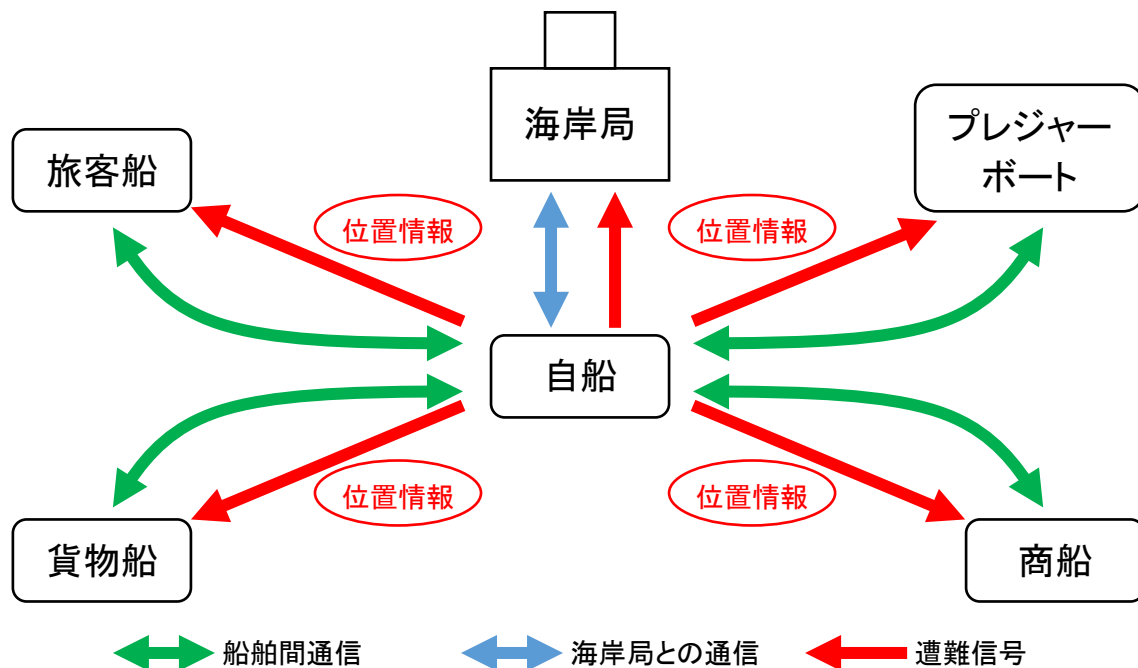 海岸局
プレジャー
ボート
旅客船
位置情報
位置情報
自船
位置情報
位置情報
貨物船
商船
船舶間通信
海岸局との通信
遭難信号